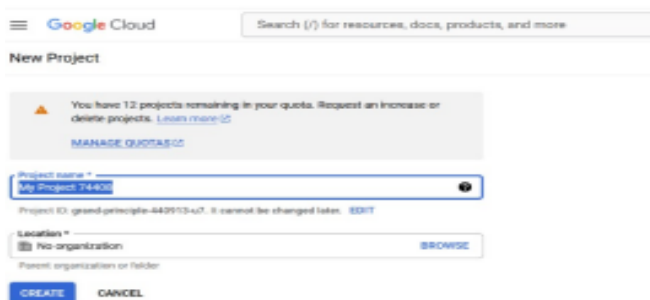 Google Cloud
Search (/) for resources, docs, products, and more
New Project
You have 12 projects remaining in your quota. Request an increase or
delete projects. Learn more
MANAGE QUOTAS
Project name *
My Project 74408
Project ID: grand-principle-440913-u7. It cannot be changed later. EDIT
Location *
No organization BROWSE
Parent organization or folder
CREATE CANCEL